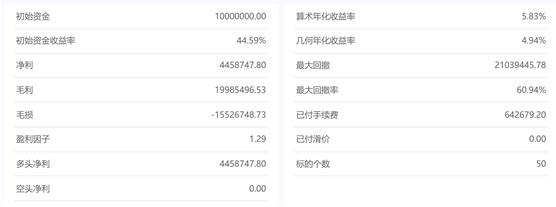 初始资金 10000000.00
初始资金收益率 44.59%
净利 4458747.80
毛利 19985496.53
毛损 -15526748.73
盈利因子 1.29
多头净利 4458747.80
空头净利 0.00
算术年化收益率 5.83%
几何年化收益率 4.94%
最大回撤 21039445.78
最大回撤率 60.94%
已付手续费 642679.20
已付滑价 0.00
标的个数 50